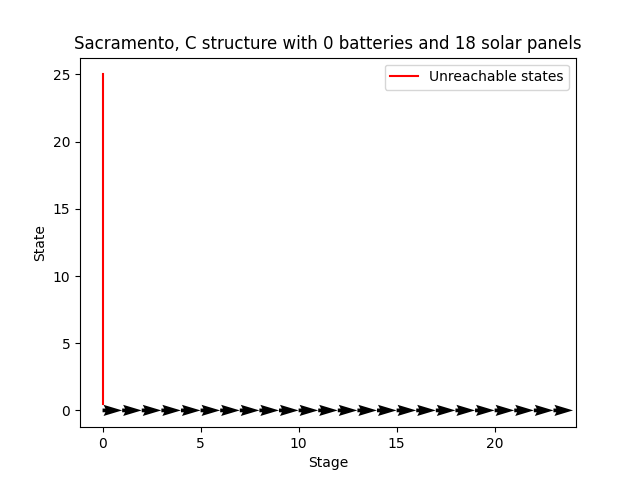 Sacramento, C structure with 0 batteries and 18 solar panels
Unreachable states
25
20
15
10
5
0
State
0 5 10 15 20
Stage